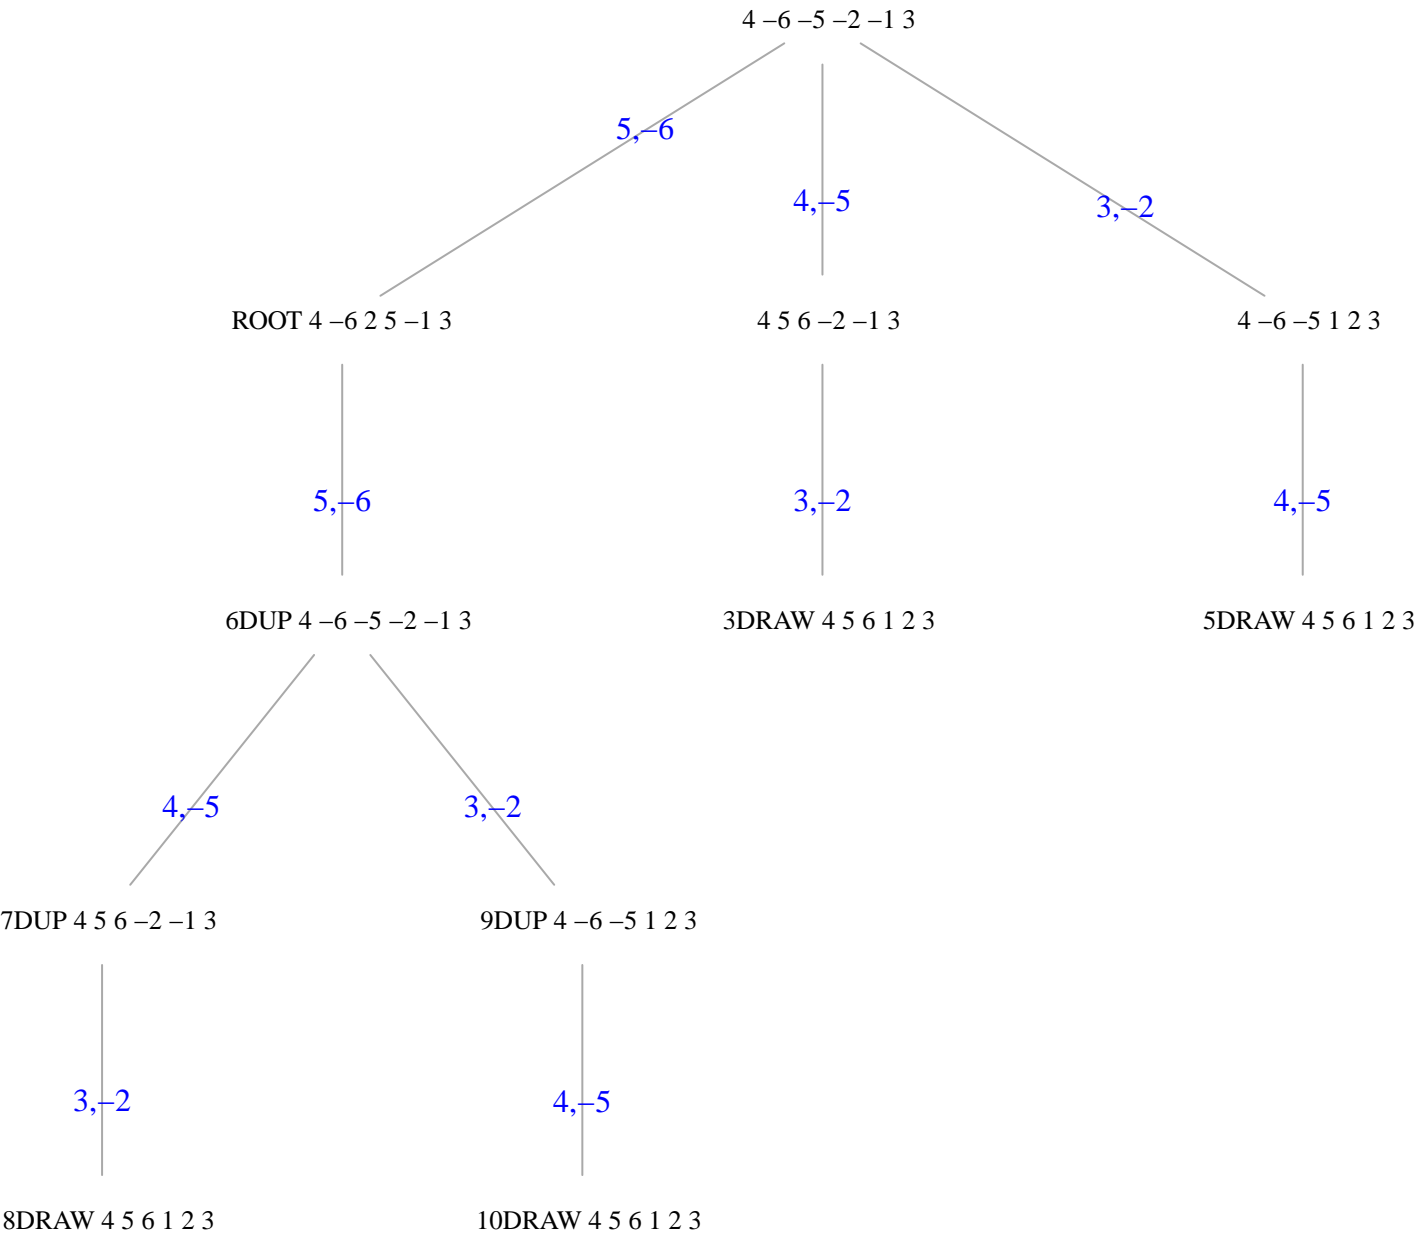 4 –6 –5 –2 –1 3
5,–6
4,–5
3,–2
ROOT 4 –6 2 5 –1 3
4 5 6 –2 –1 3
4 –6 –5 1 2 3
5,–6
3,–2
4,–5
6DUP 4 –6 –5 –2 –1 3
3DRAW 4 5 6 1 2 3
5DRAW 4 5 6 1 2 3
4,–5
3,–2
7DUP 4 5 6 –2 –1 3
9DUP 4 –6 –5 1 2 3
3,–2
4,–5
8DRAW 4 5 6 1 2 3
10DRAW 4 5 6 1 2 3